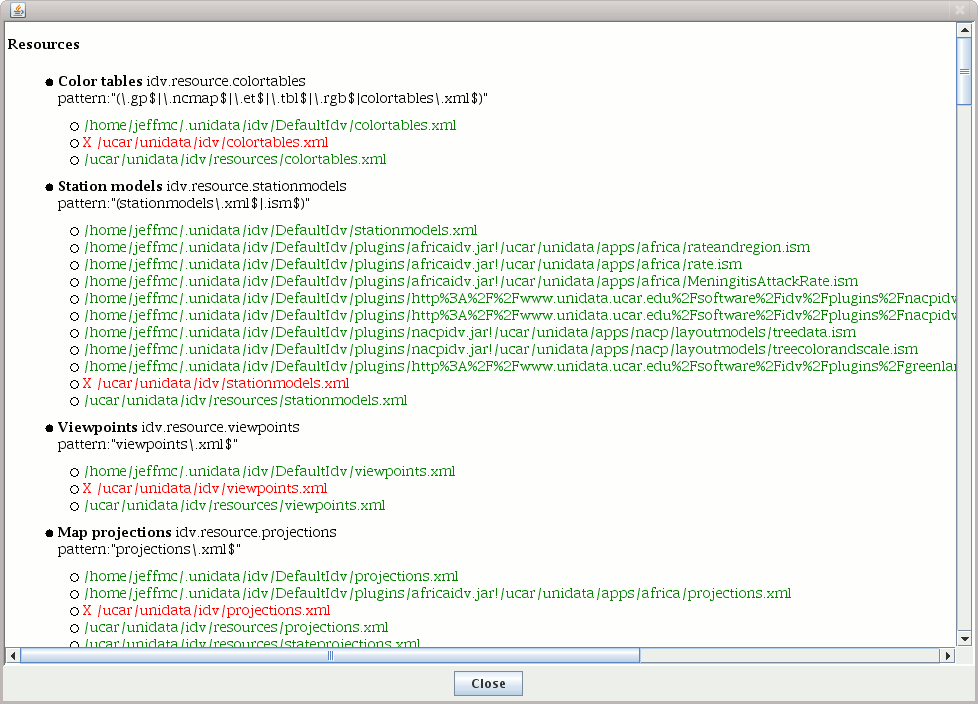 Resources
Color tables idv.resource.colortables
pattern:"(\.gp$|\.ncmap$|\.et$|\.tbl$|\.rgb$|colortables\.xml$)"
/home/jeffmc/.unidata/idv/DefaultIdv/colortables.xml
X /ucar/unidata/idv/colortables.xml
/ucar/unidata/idv/resources/colortables.xml
Station models idv.resource.stationmodels
pattern:"(stationmodels\.xml$|.ism$)"
/home/jeffmc/.unidata/idv/DefaultIdv/stationmodels.xml
/home/jeffmc/.unidata/idv/DefaultIdv/plugins/africaidv.jar!/ucar/unidata/apps/africa/rateandregion.ism
/home/jeffmc/.unidata/idv/DefaultIdv/plugins/africaidv.jar!/ucar/unidata/apps/africa/rate.ism
/home/jeffmc/.unidata/idv/DefaultIdv/plugins/africaidv.jar!/ucar/unidata/apps/africa/MeningitisAttackRate.ism
/home/jeffmc/.unidata/idv/DefaultIdv/plugins/http%3A%2F%2Fwww.unidata.ucar.edu%2Fsoftware%2Fidv%2Fplugins%2Fnacpidv
/home/jeffmc/.unidata/idv/DefaultIdv/plugins/http%3A%2F%2Fwww.unidata.ucar.edu%2Fsoftware%2Fidv%2Fplugins%2Fnacpidv
/home/jeffmc/.unidata/idv/DefaultIdv/plugins/nacpidv.jar!/ucar/unidata/apps/nacp/layoutmodels/treedata.ism
/home/jeffmc/.unidata/idv/DefaultIdv/plugins/nacpidv.jar!/ucar/unidata/apps/nacp/layoutmodels/treecolorandscale.ism
/home/jeffmc/.unidata/idv/DefaultIdv/plugins/http%3A%2F%2Fwww.unidata.ucar.edu%2Fsoftware%2Fidv%2Fplugins%2Fgreenlan
X /ucar/unidata/idv/stationmodels.xml
/ucar/unidata/idv/resources/stationmodels.xml
Viewpoints idv.resource.viewpoints
pattern:"viewpoints\.xml$"
/home/jeffmc/.unidata/idv/DefaultIdv/viewpoints.xml
X /ucar/unidata/idv/viewpoints.xml
/ucar/unidata/idv/resources/viewpoints.xml
Map projections idv.resource.projections
pattern:"projections\.xml$"
/home/jeffmc/.unidata/idv/DefaultIdv/projections.xml
/home/jeffmc/.unidata/idv/DefaultIdv/plugins/africaidv.jar!/ucar/unidata/apps/africa/projections.xml
X /ucar/unidata/idv/projections.xml
/ucar/unidata/idv/resources/projections.xml
/ucar/unidata/idv/resources/stateprojections.xml
Close